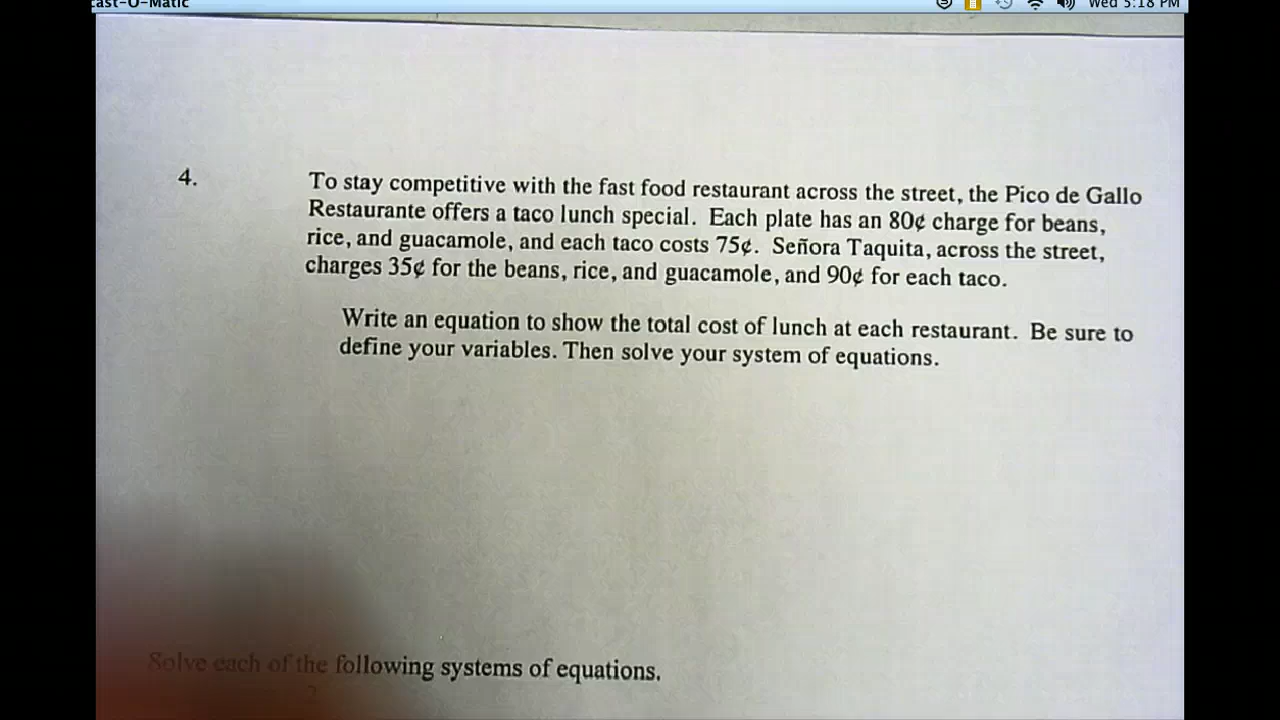 Wed 5:18 PM
4.
To stay competitive with the fast food restaurant across the street, the Pico de Gallo
Restaurante offers a taco lunch special. Each plate has an 80¢ charge for beans,
rice, and guacamole, and each taco costs 75¢. Señora Taquita, across the street,
charges 35¢ for the beans, rice, and guacamole, and 90¢ for each taco.
Write an equation to show the total cost of lunch at each restaurant. Be sure to
define your variables. Then solve your system of equations.
Solve each of the following systems of equations.